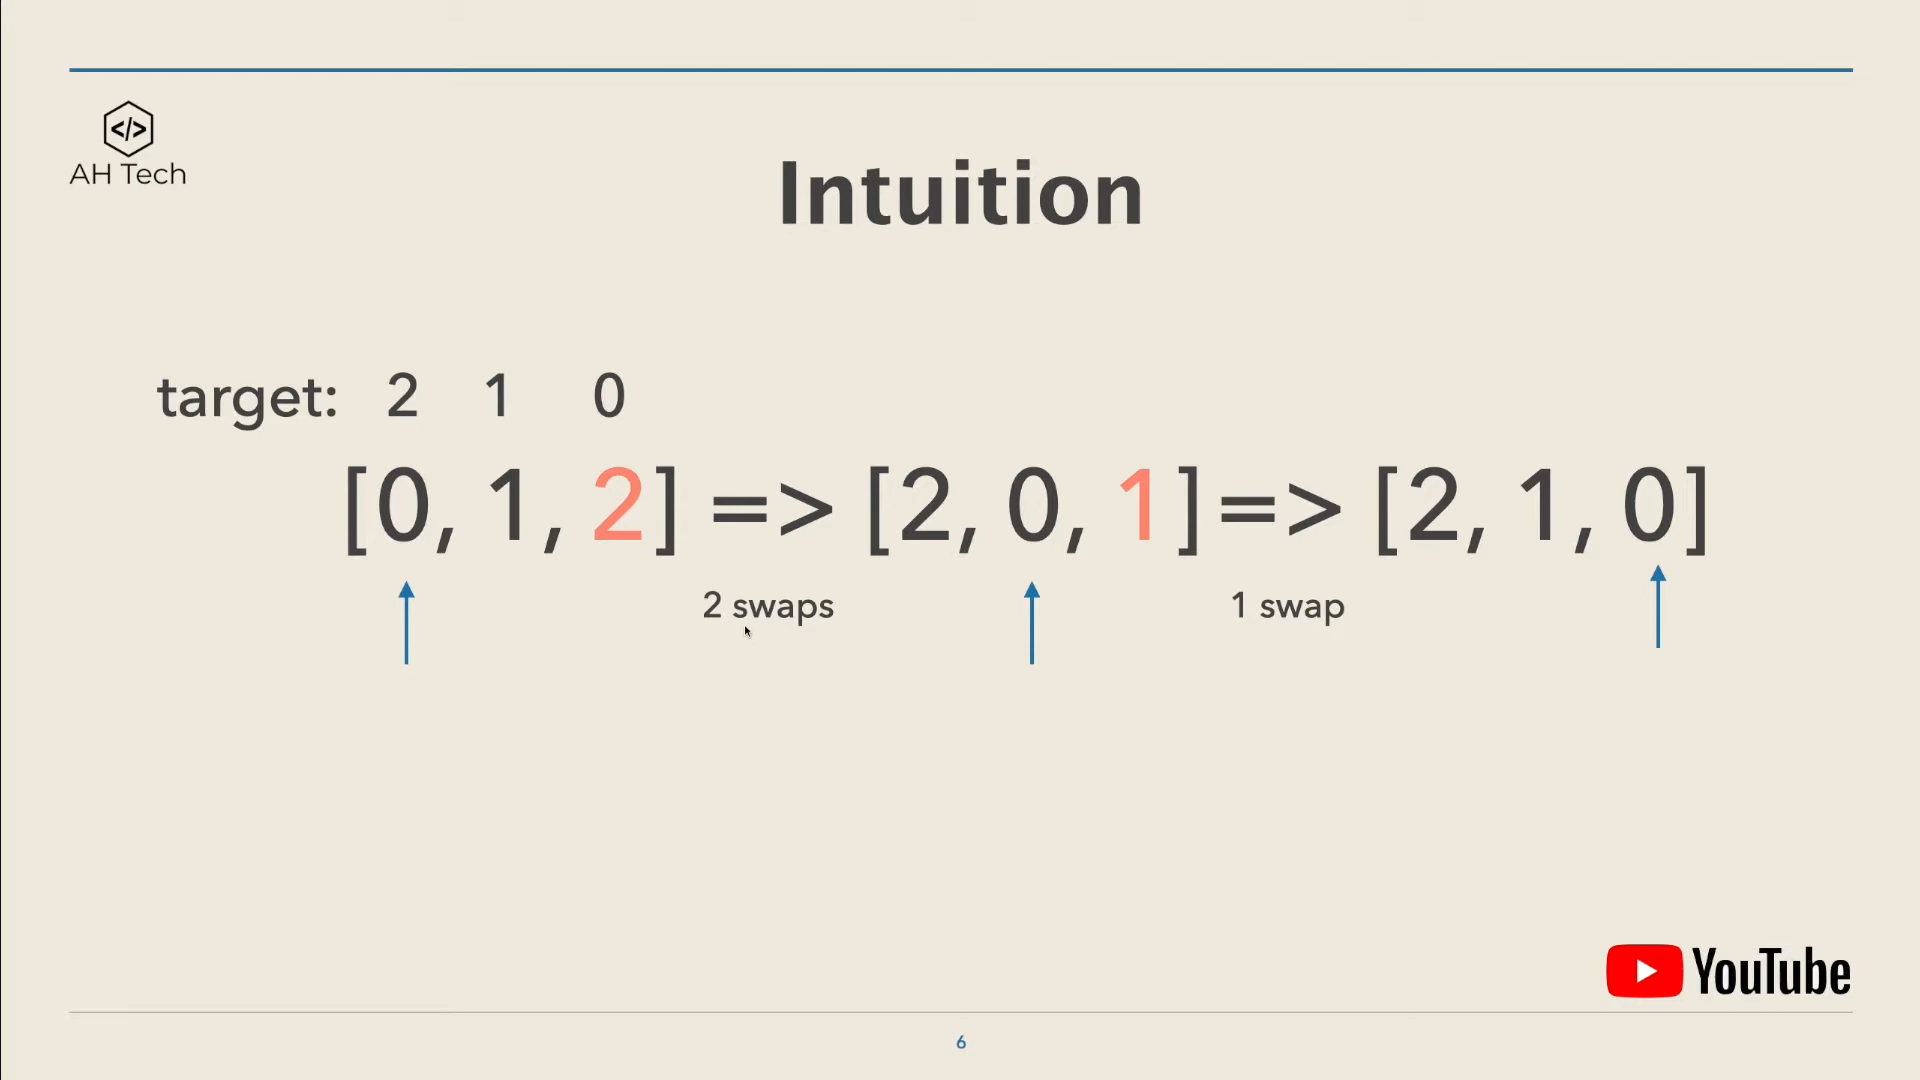 </>
AH Tech
Intuition
target: 2 1 0
[0, 1, 2] => [2, 0, 1] => [2, 1, 0]
2 swaps 1 swap
YouTube
6